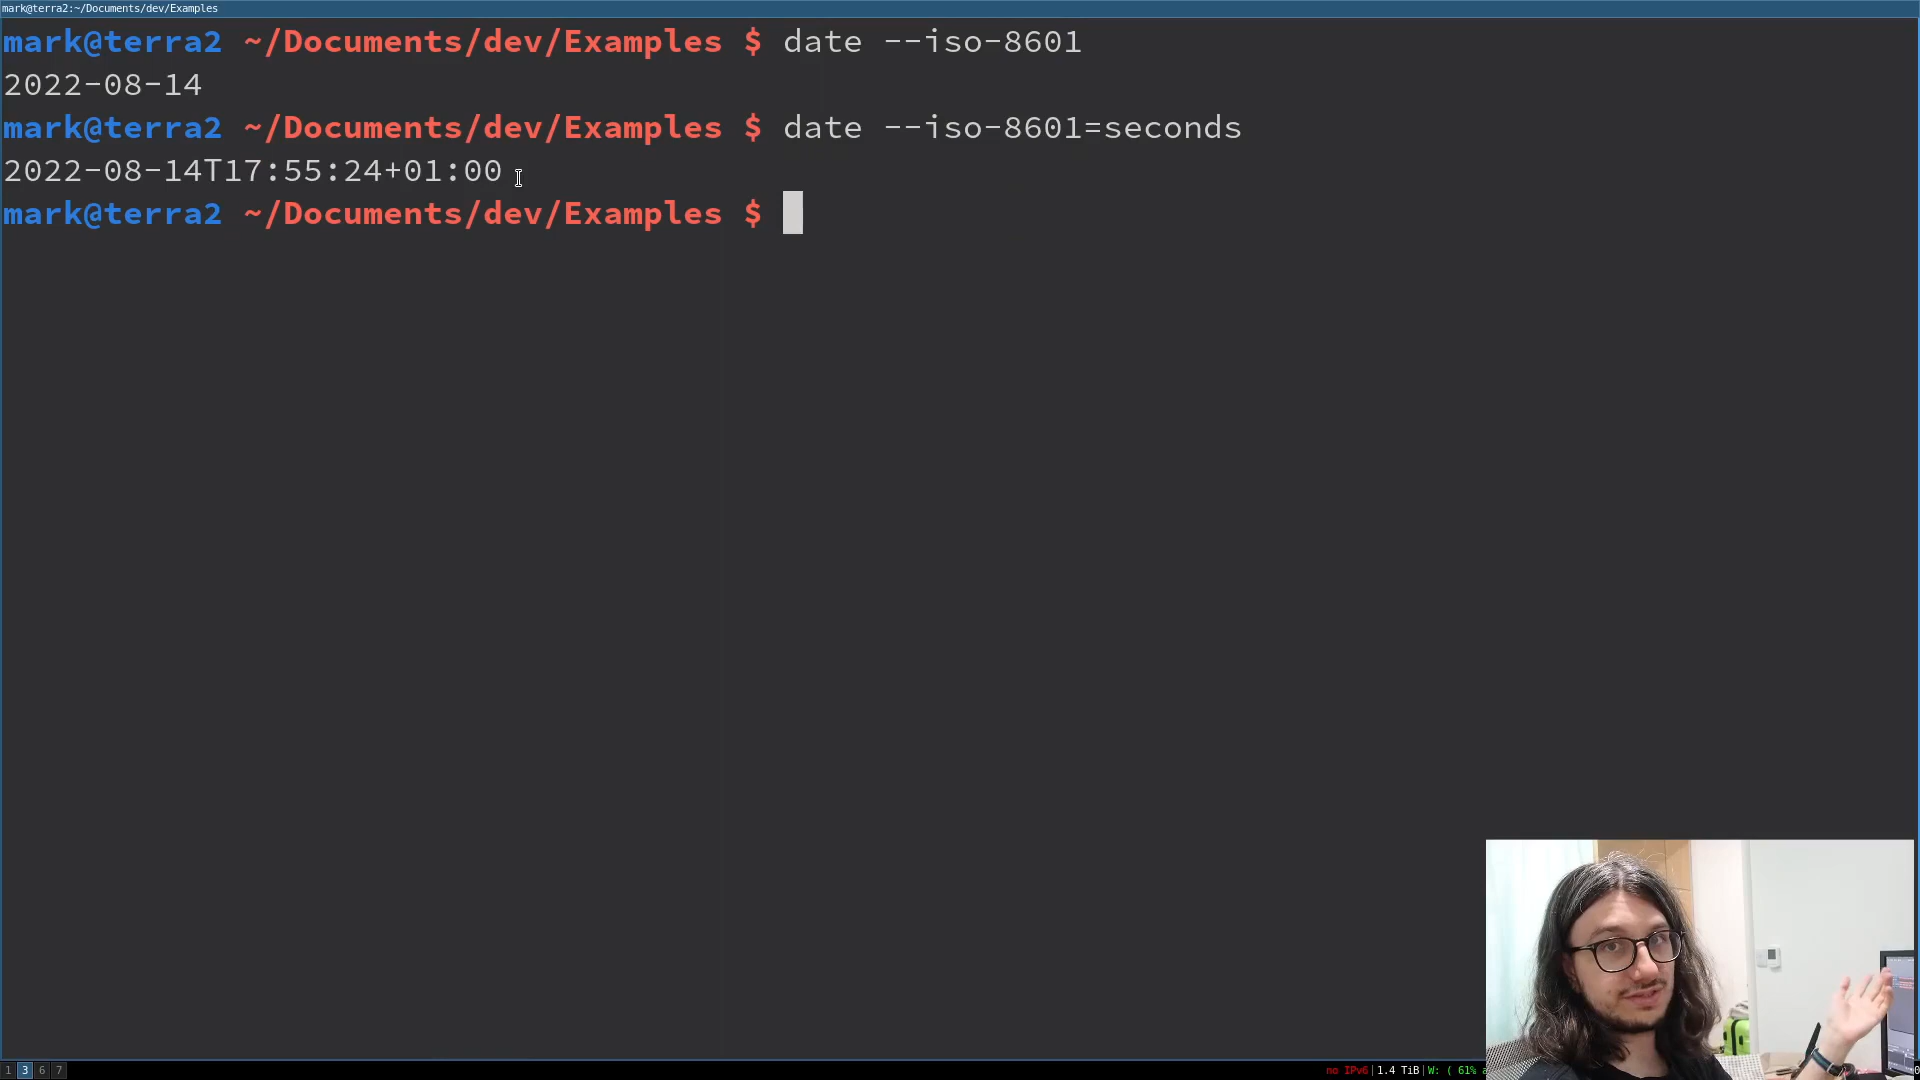 mark@terra2:~/Documents/dev/Examples
mark@terra2 ~/Documents/dev/Examples $ date --iso-8601
2022-08-14
mark@terra2 ~/Documents/dev/Examples $ date --iso-8601=seconds
2022-08-14T17:55:24+01:00
mark@terra2 ~/Documents/dev/Examples $
1 3 6 7 no IPv6|1.4 TiB|W: ( 61% a